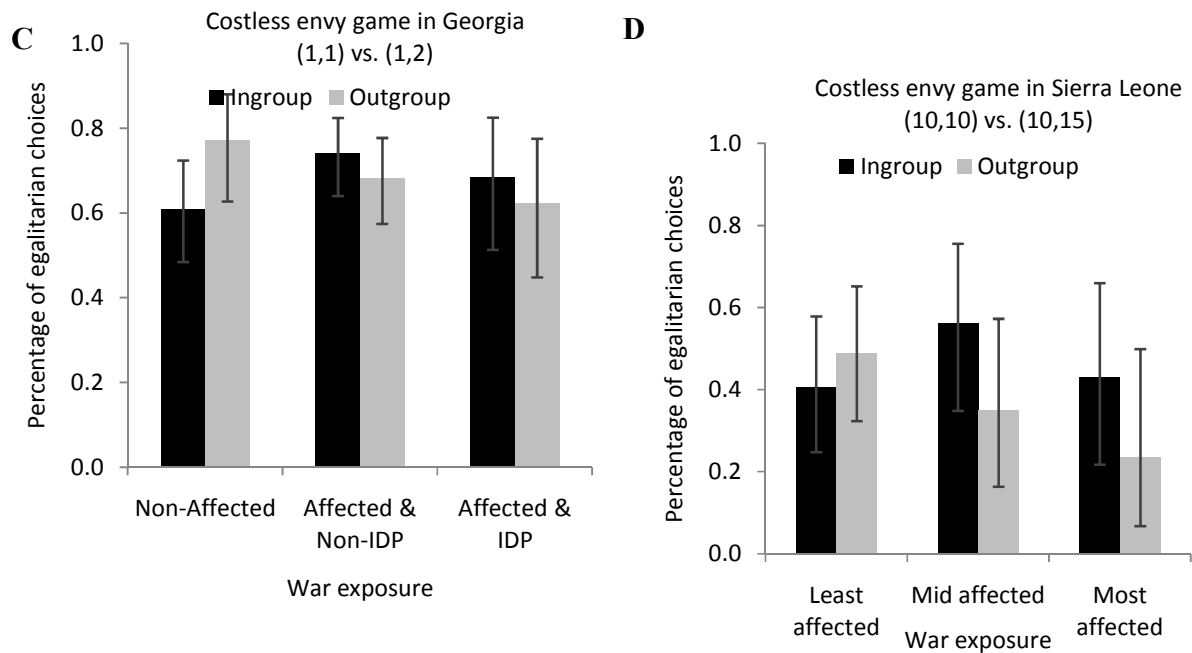 C
Costless envy game in Georgia
(1,1) vs. (1,2)
Ingroup Outgroup
Percentage of egalitarian choices
1.0
0.8
0.6
0.4
0.2
0.0
Non-Affected
Affected &
Non-IDP
Affected &
IDP
War exposure
D
Costless envy game in Sierra Leone
(10,10) vs. (10,15)
Ingroup Outgroup
Percentage of egalitarian choices
1.0
0.8
0.6
0.4
0.2
0.0
Least
affected
Mid affected
Most
affected
War exposure